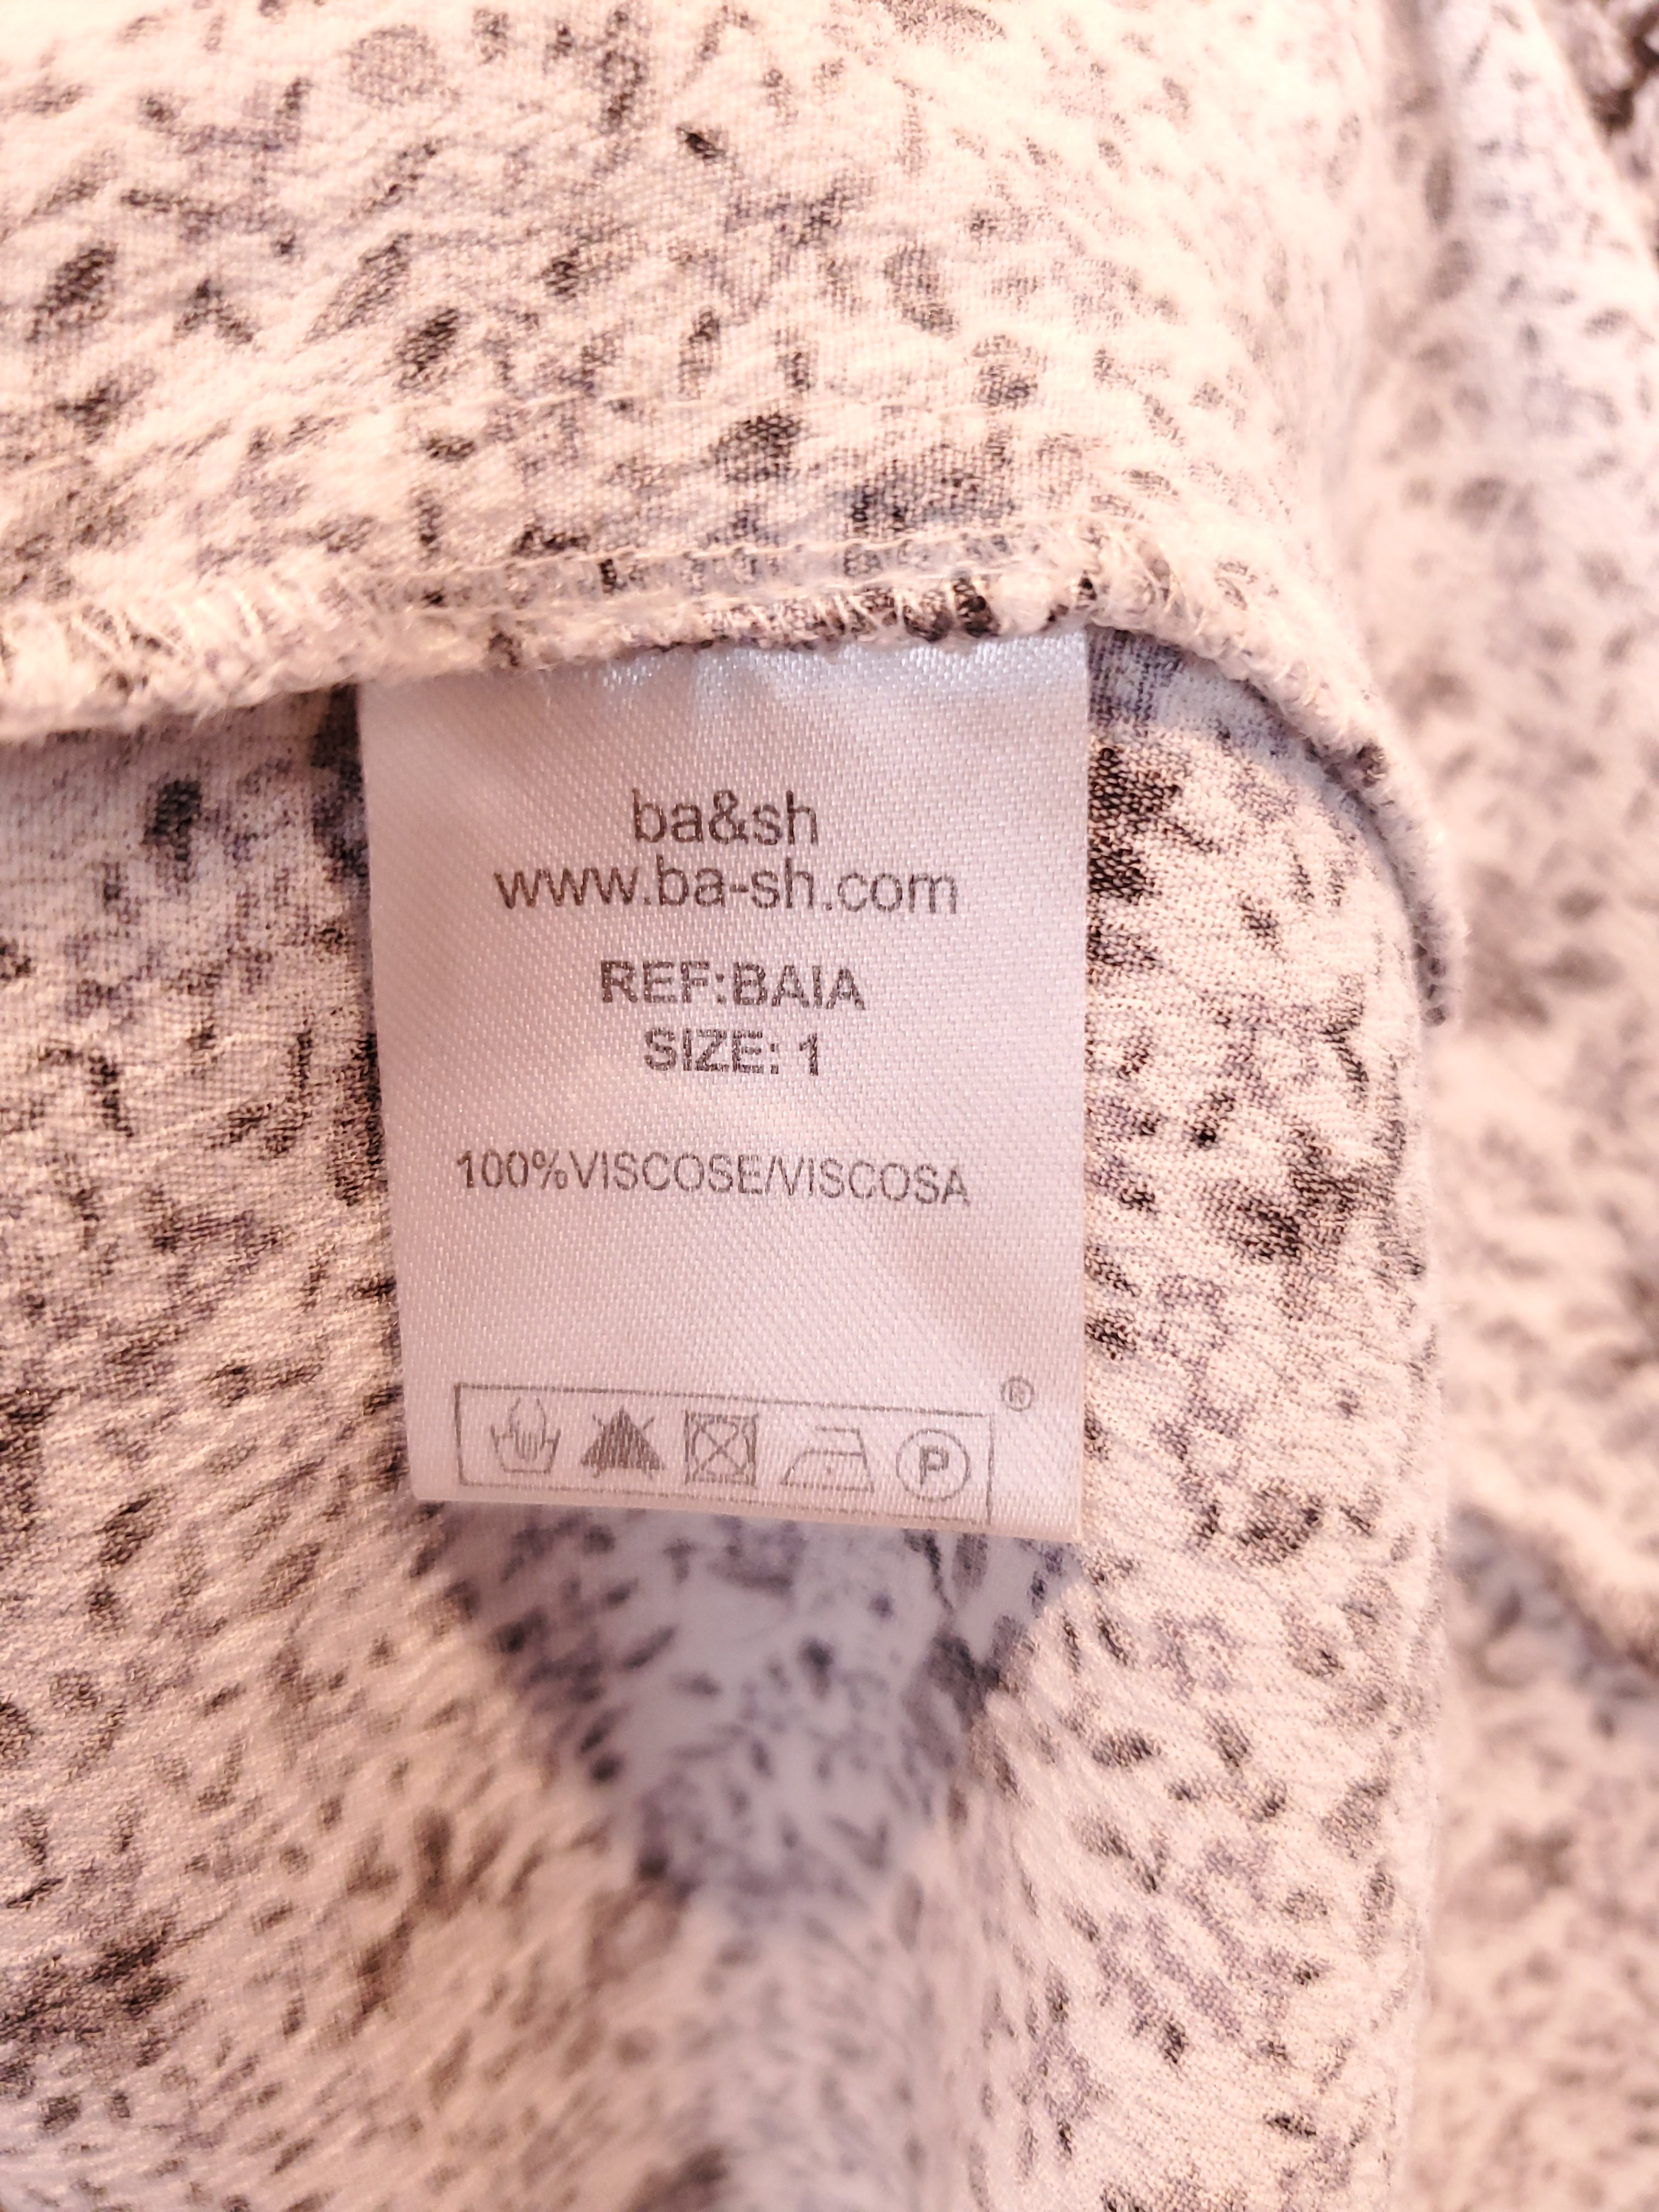 ba&sh
www.ba-sh.com
REF:BAIA
SIZE: 1
100%VISCOSE/VISCOSA
®
P